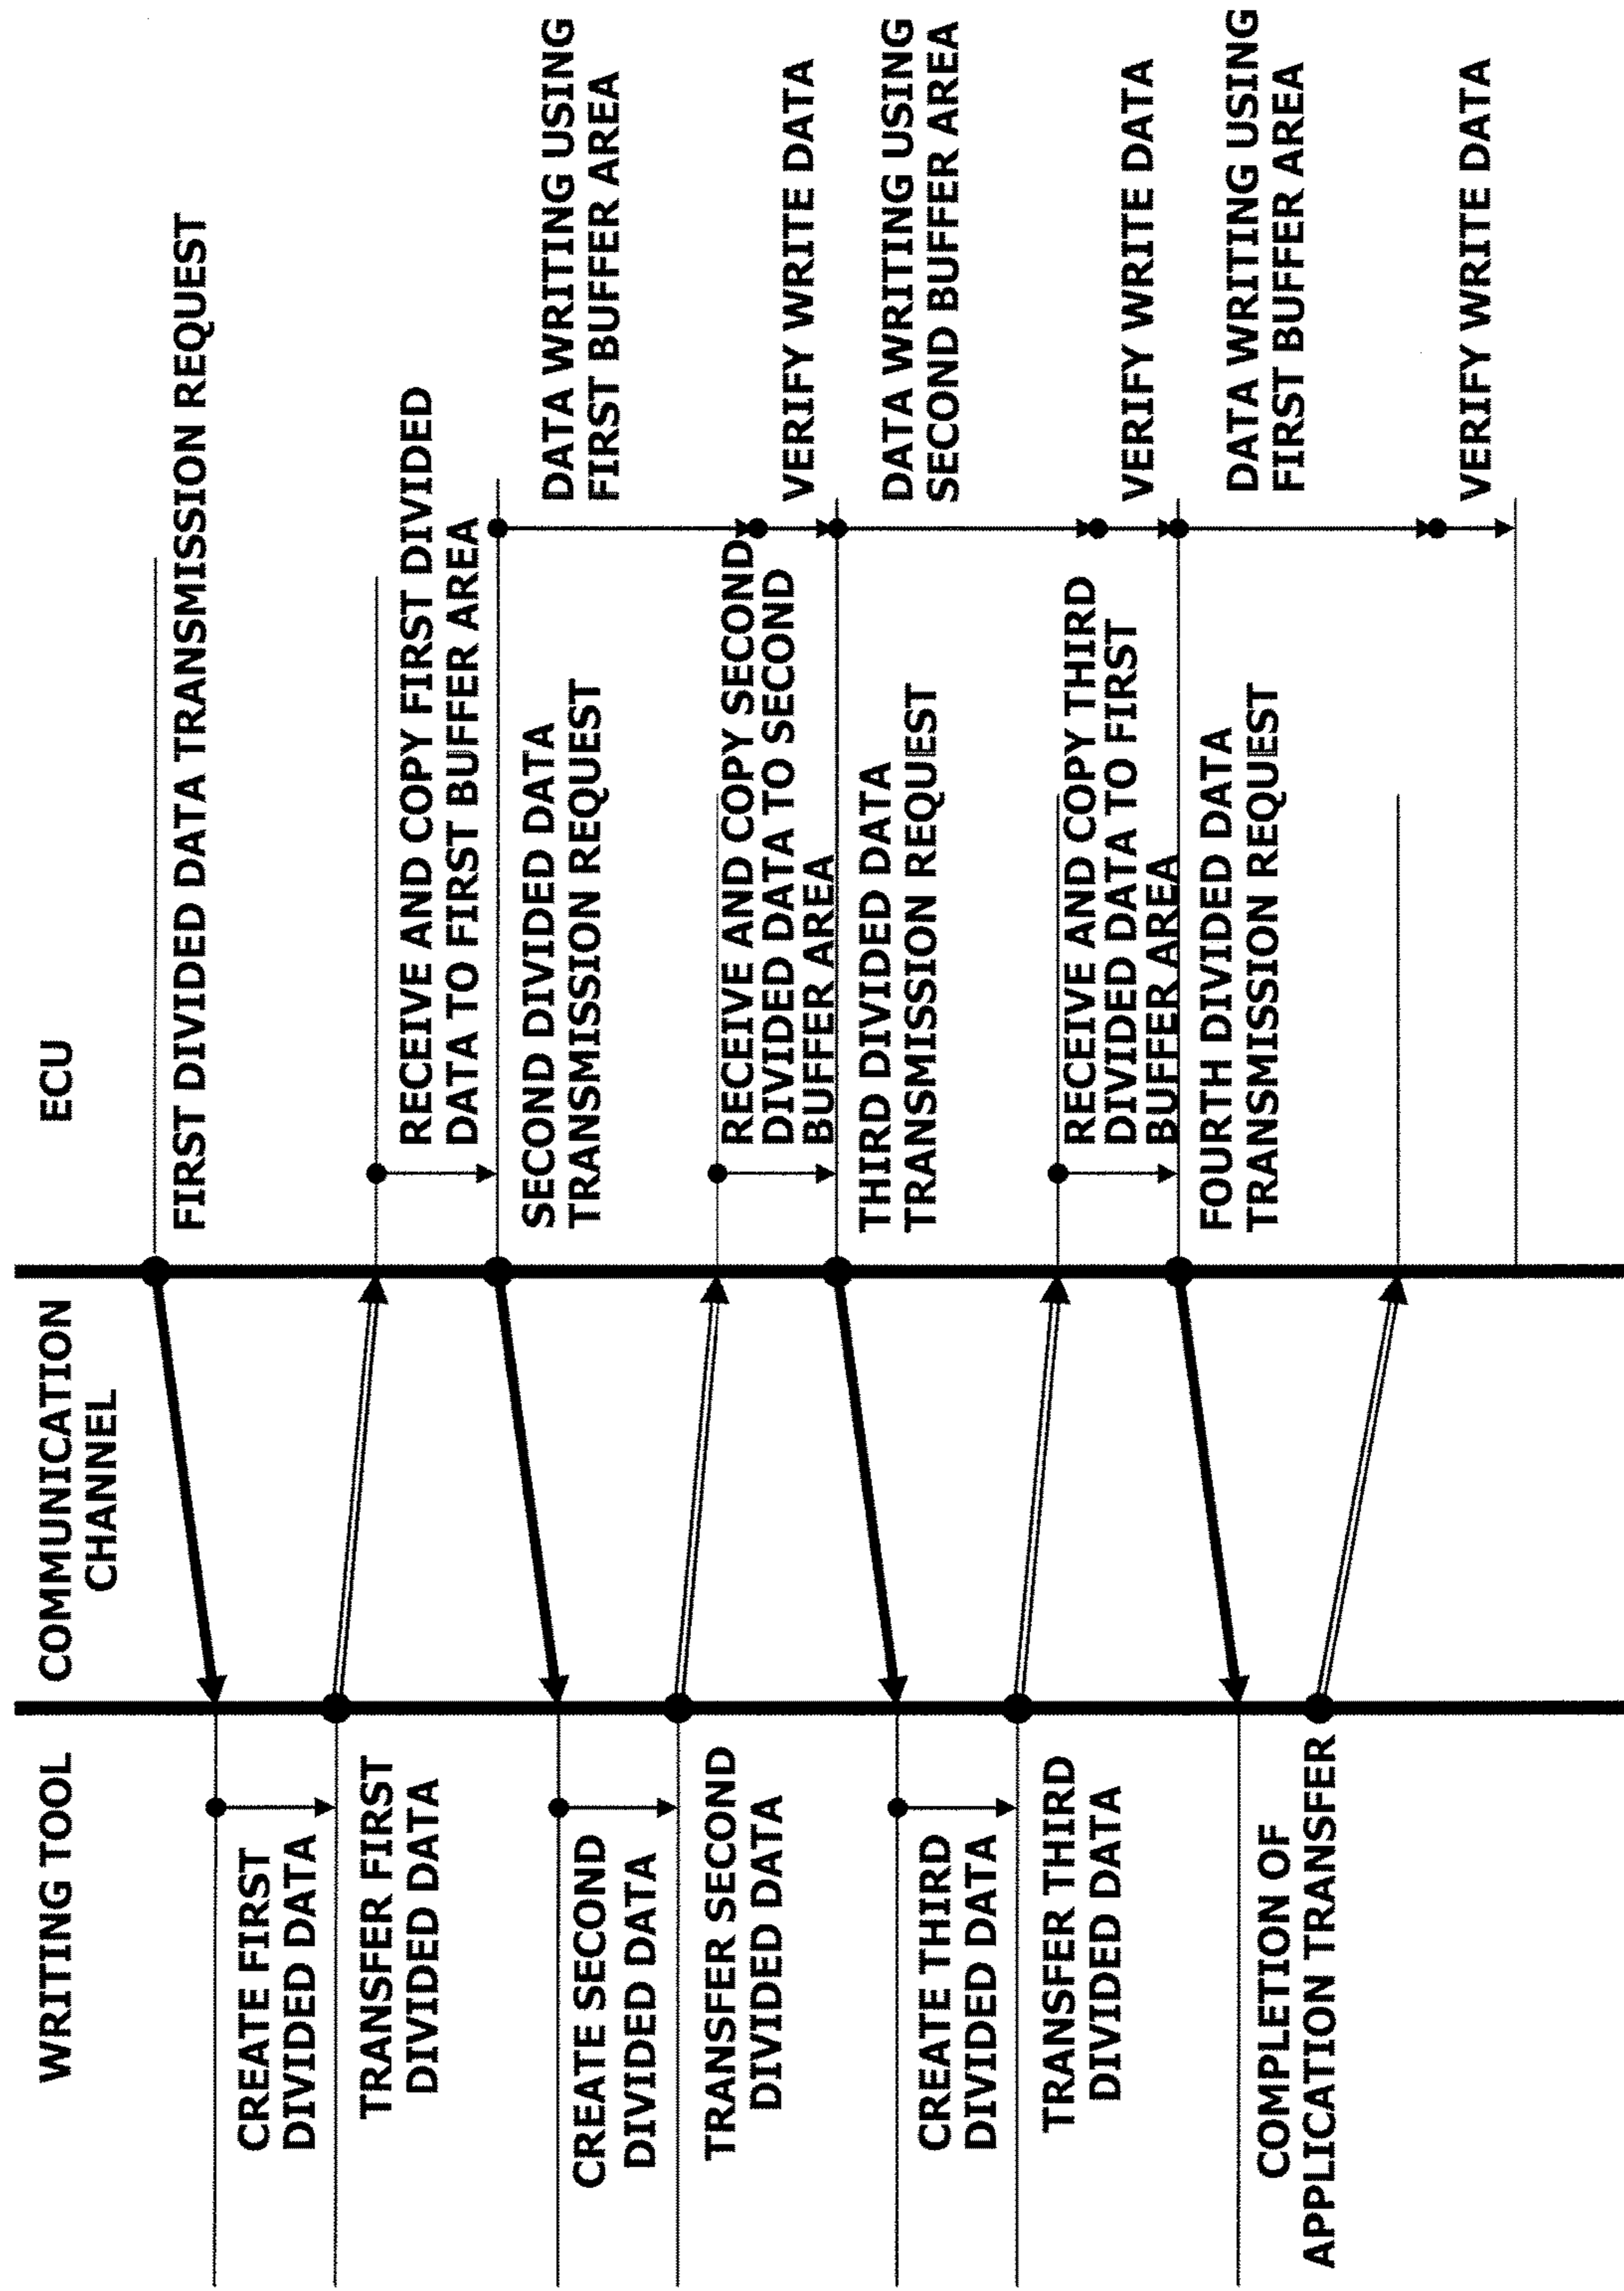 WRITING TOOL
COMMUNICATION
CHANNEL
ECU
FIRST DIVIDED DATA TRANSMISSION REQUEST
CREATE FIRST
DIVIDED DATA
TRANSFER FIRST
DIVIDED DATA
RECEIVE AND COPY FIRST DIVIDED
DATA TO FIRST BUFFER AREA
SECOND DIVIDED DATA
TRANSMISSION REQUEST
DATA WRITING USING
FIRST BUFFER AREA
CREATE SECOND
DIVIDED DATA
TRANSFER SECOND
DIVIDED DATA
RECEIVE AND COPY SECOND
DIVIDED DATA TO SECOND
BUFFER AREA
VERIFY WRITE DATA
THIRD DIVIDED DATA
TRANSMISSION REQUEST
DATA WRITING USING
SECOND BUFFER AREA
CREATE THIRD
DIVIDED DATA
TRANSFER THIRD
DIVIDED DATA
RECEIVE AND COPY THIRD
DIVIDED DATA TO FIRST
BUFFER AREA
VERIFY WRITE DATA
FOURTH DIVIDED DATA
TRANSMISSION REQUEST
DATA WRITING USING
FIRST BUFFER AREA
COMPLETION OF
APPLICATION TRANSFER
VERIFY WRITE DATA